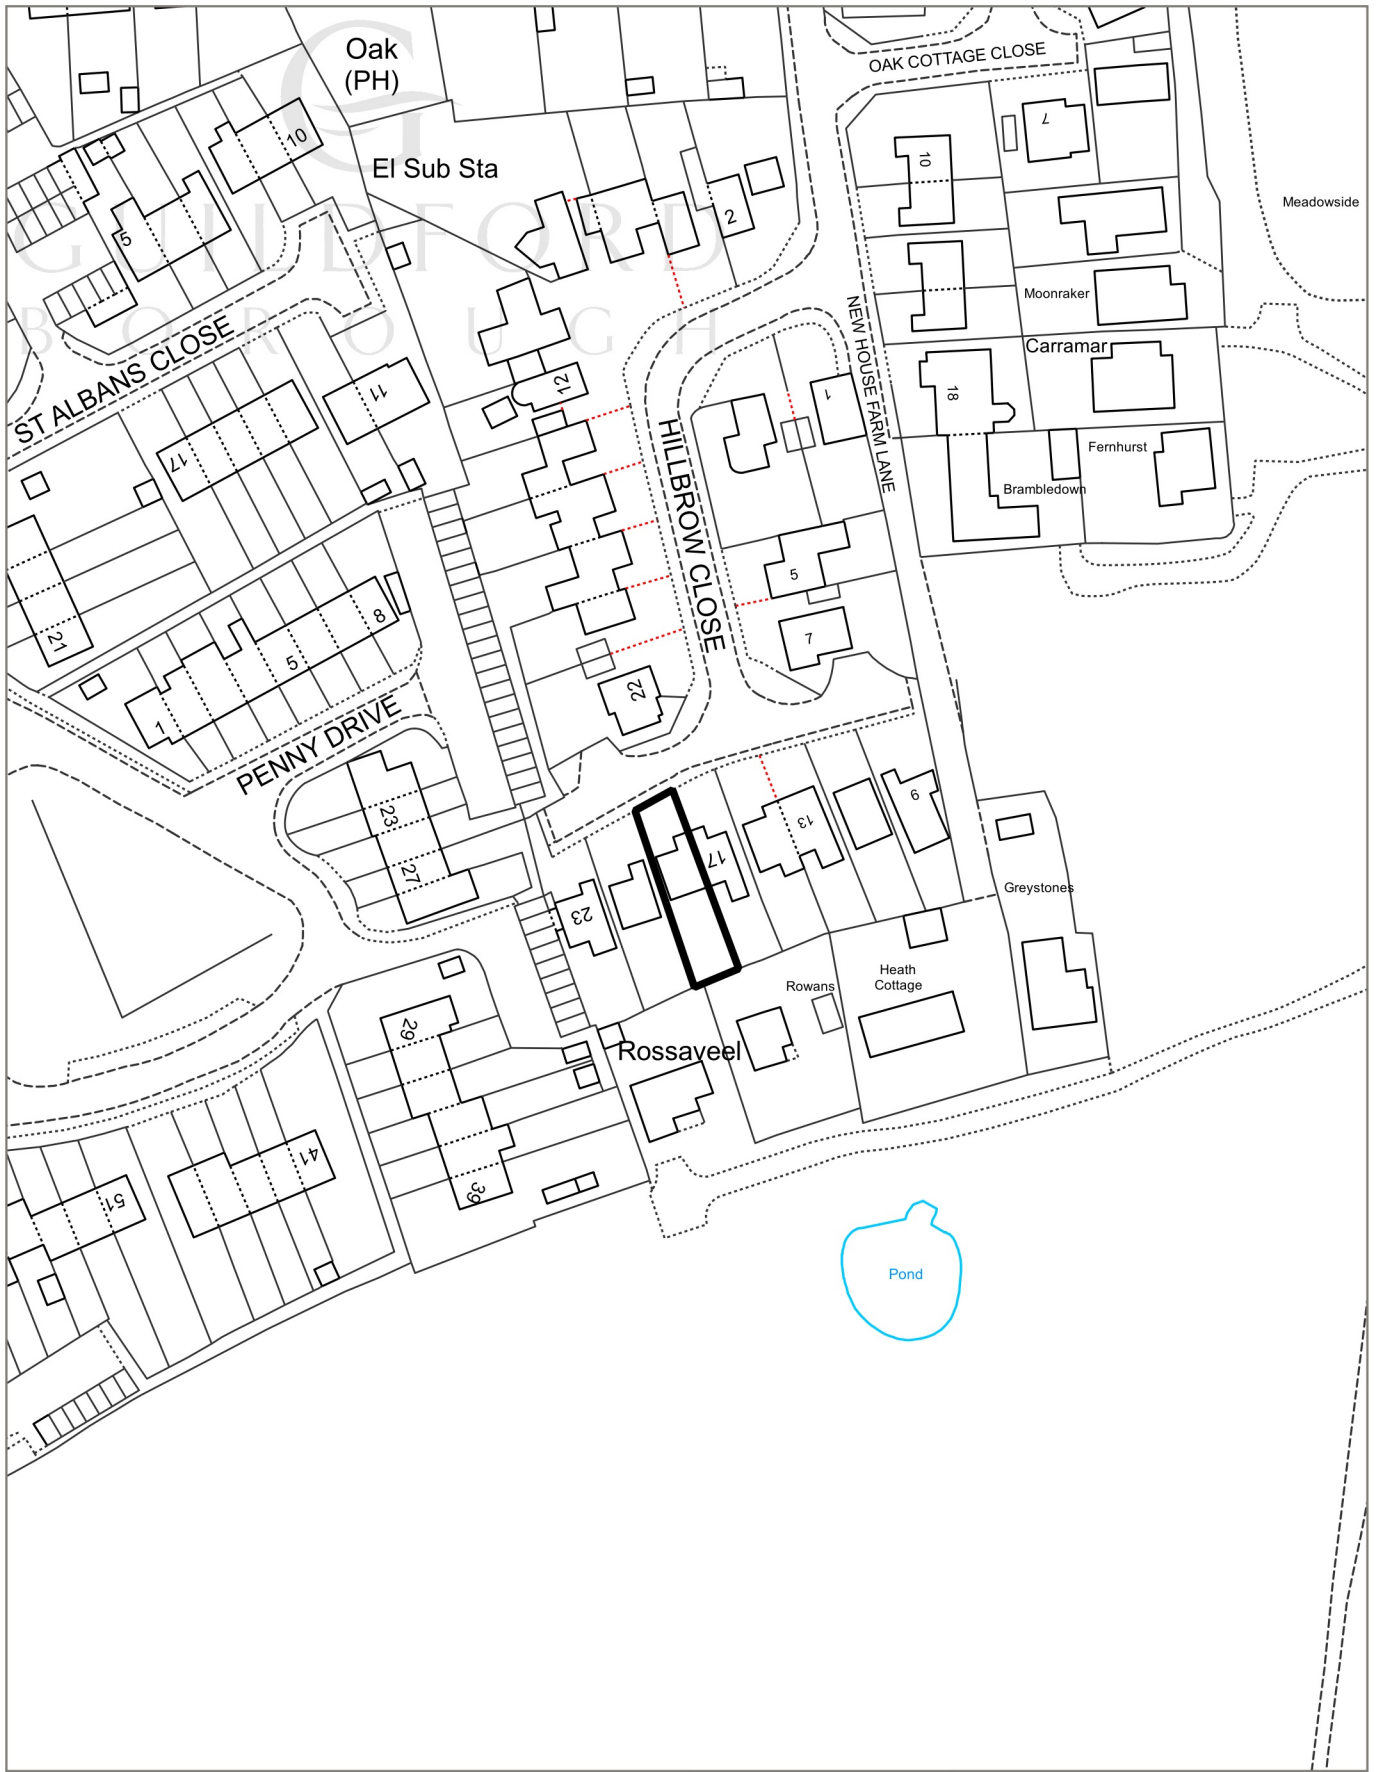 Oak
(PH)
OAK COTTAGE CLOSE
10
7
10
El Sub Sta
GUILDFORD
BOROUGH
Meadowside
2
5
Moonraker
NEW HOUSE FARM LANE
ST ALBANS CLOSE
Carramar
11
12
1
18
17
HILLBROW CLOSE
Fernhurst
Brambledown
5
21
8
5
7
1
22
PENNY DRIVE
23
27
17
13
9
Greystones
23
Heath
Cottage
Rowans
29
Rossaveel
41
39
51
Pond